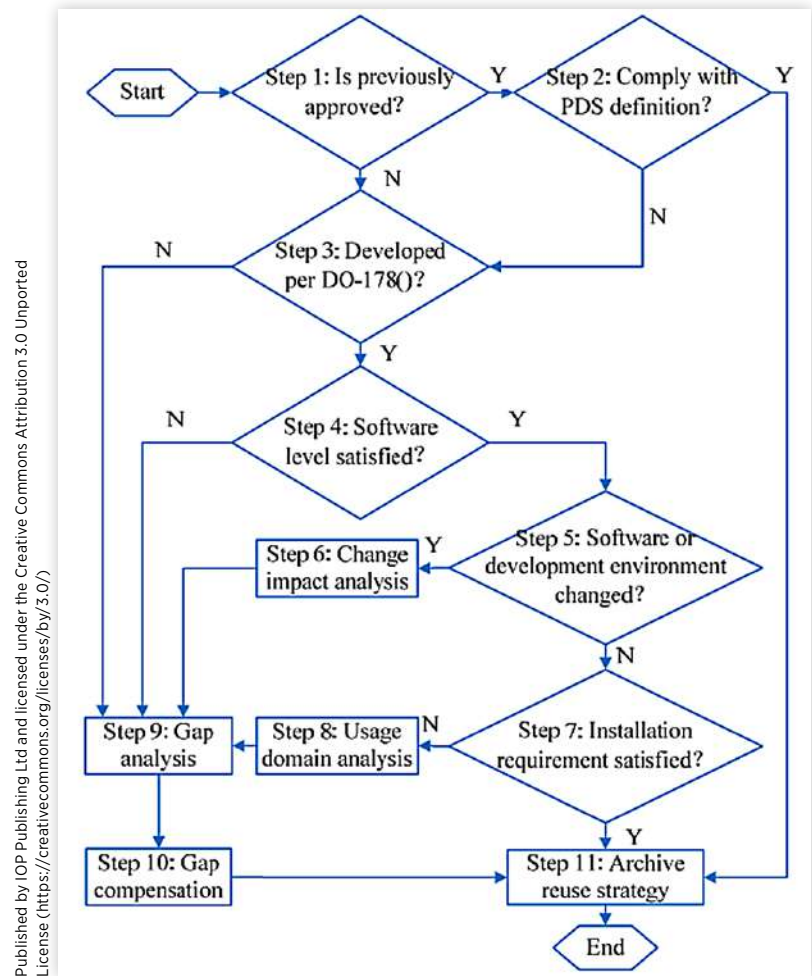 Published by IOP Publishing Ltd and licensed under the Creative Commons Attribution 3.0 Unported
License (https://creativecommons.org/licenses/by/3.0/)
Start
Step 1: Is previously
approved?
Y
Step 2: Comply with
PDS definition?
Y
N
N
Step 3: Developed
per DO-178()?
N
Y
Step 4: Software
level satisfied?
N
Y
Step 5: Software or
development environment
changed?
Y
Step 6: Change
impact analysis
N
Step 7: Installation
requirement satisfied?
N
Step 8: Usage
domain analysis
Step 9: Gap
analysis
Y
Step 10: Gap
compensation
Step 11: Archive
reuse strategy
End